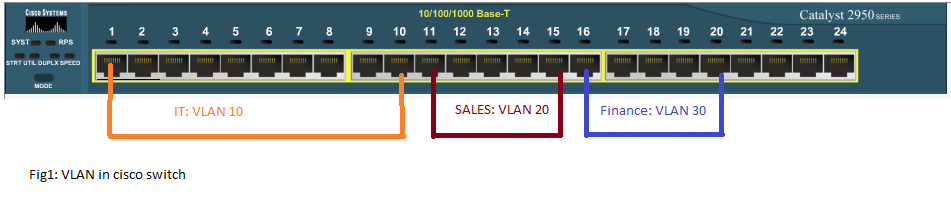 CISCO SYSTEMS
10/100/1000 Base-T
Catalyst 2950 SERIES
SYST RPS
1 2 3 4 5 6 7 8 9 10 11 12 13 14 15 16 17 18 19 20 21 22 23 24
STRT UTIL DUPLX SPEED
MODE
IT: VLAN 10
SALES: VLAN 20
Finance: VLAN 30
Fig1: VLAN in cisco switch